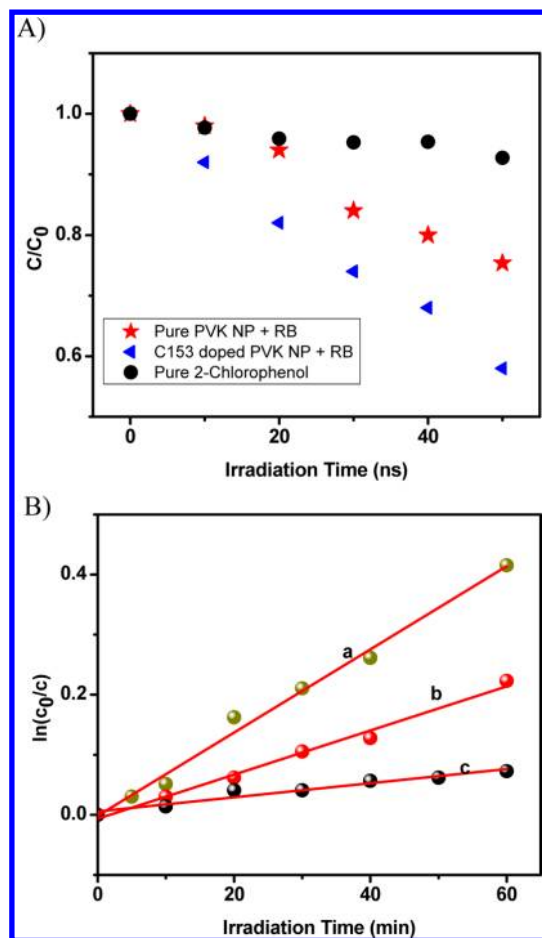 A)
1.0
0.8
0.6
C/C0
Pure PVK NP + RB
C153 doped PVK NP + RB
Pure 2-Chlorophenol
0 20 40
Irradiation Time (ns)
B)
0.4
0.2
0.0
ln(c0/c)
a
b
c
0 20 40 60
Irradiation Time (min)